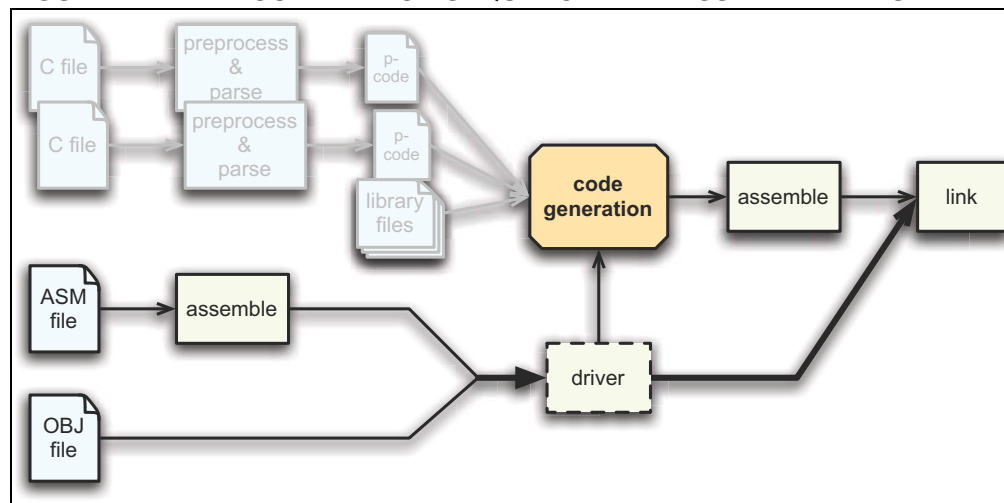 C file
preprocess
&
parse
p-
code
C file
preprocess
&
parse
p-
code
library
files
code
generation
assemble
link
ASM
file
assemble
driver
OBJ
file